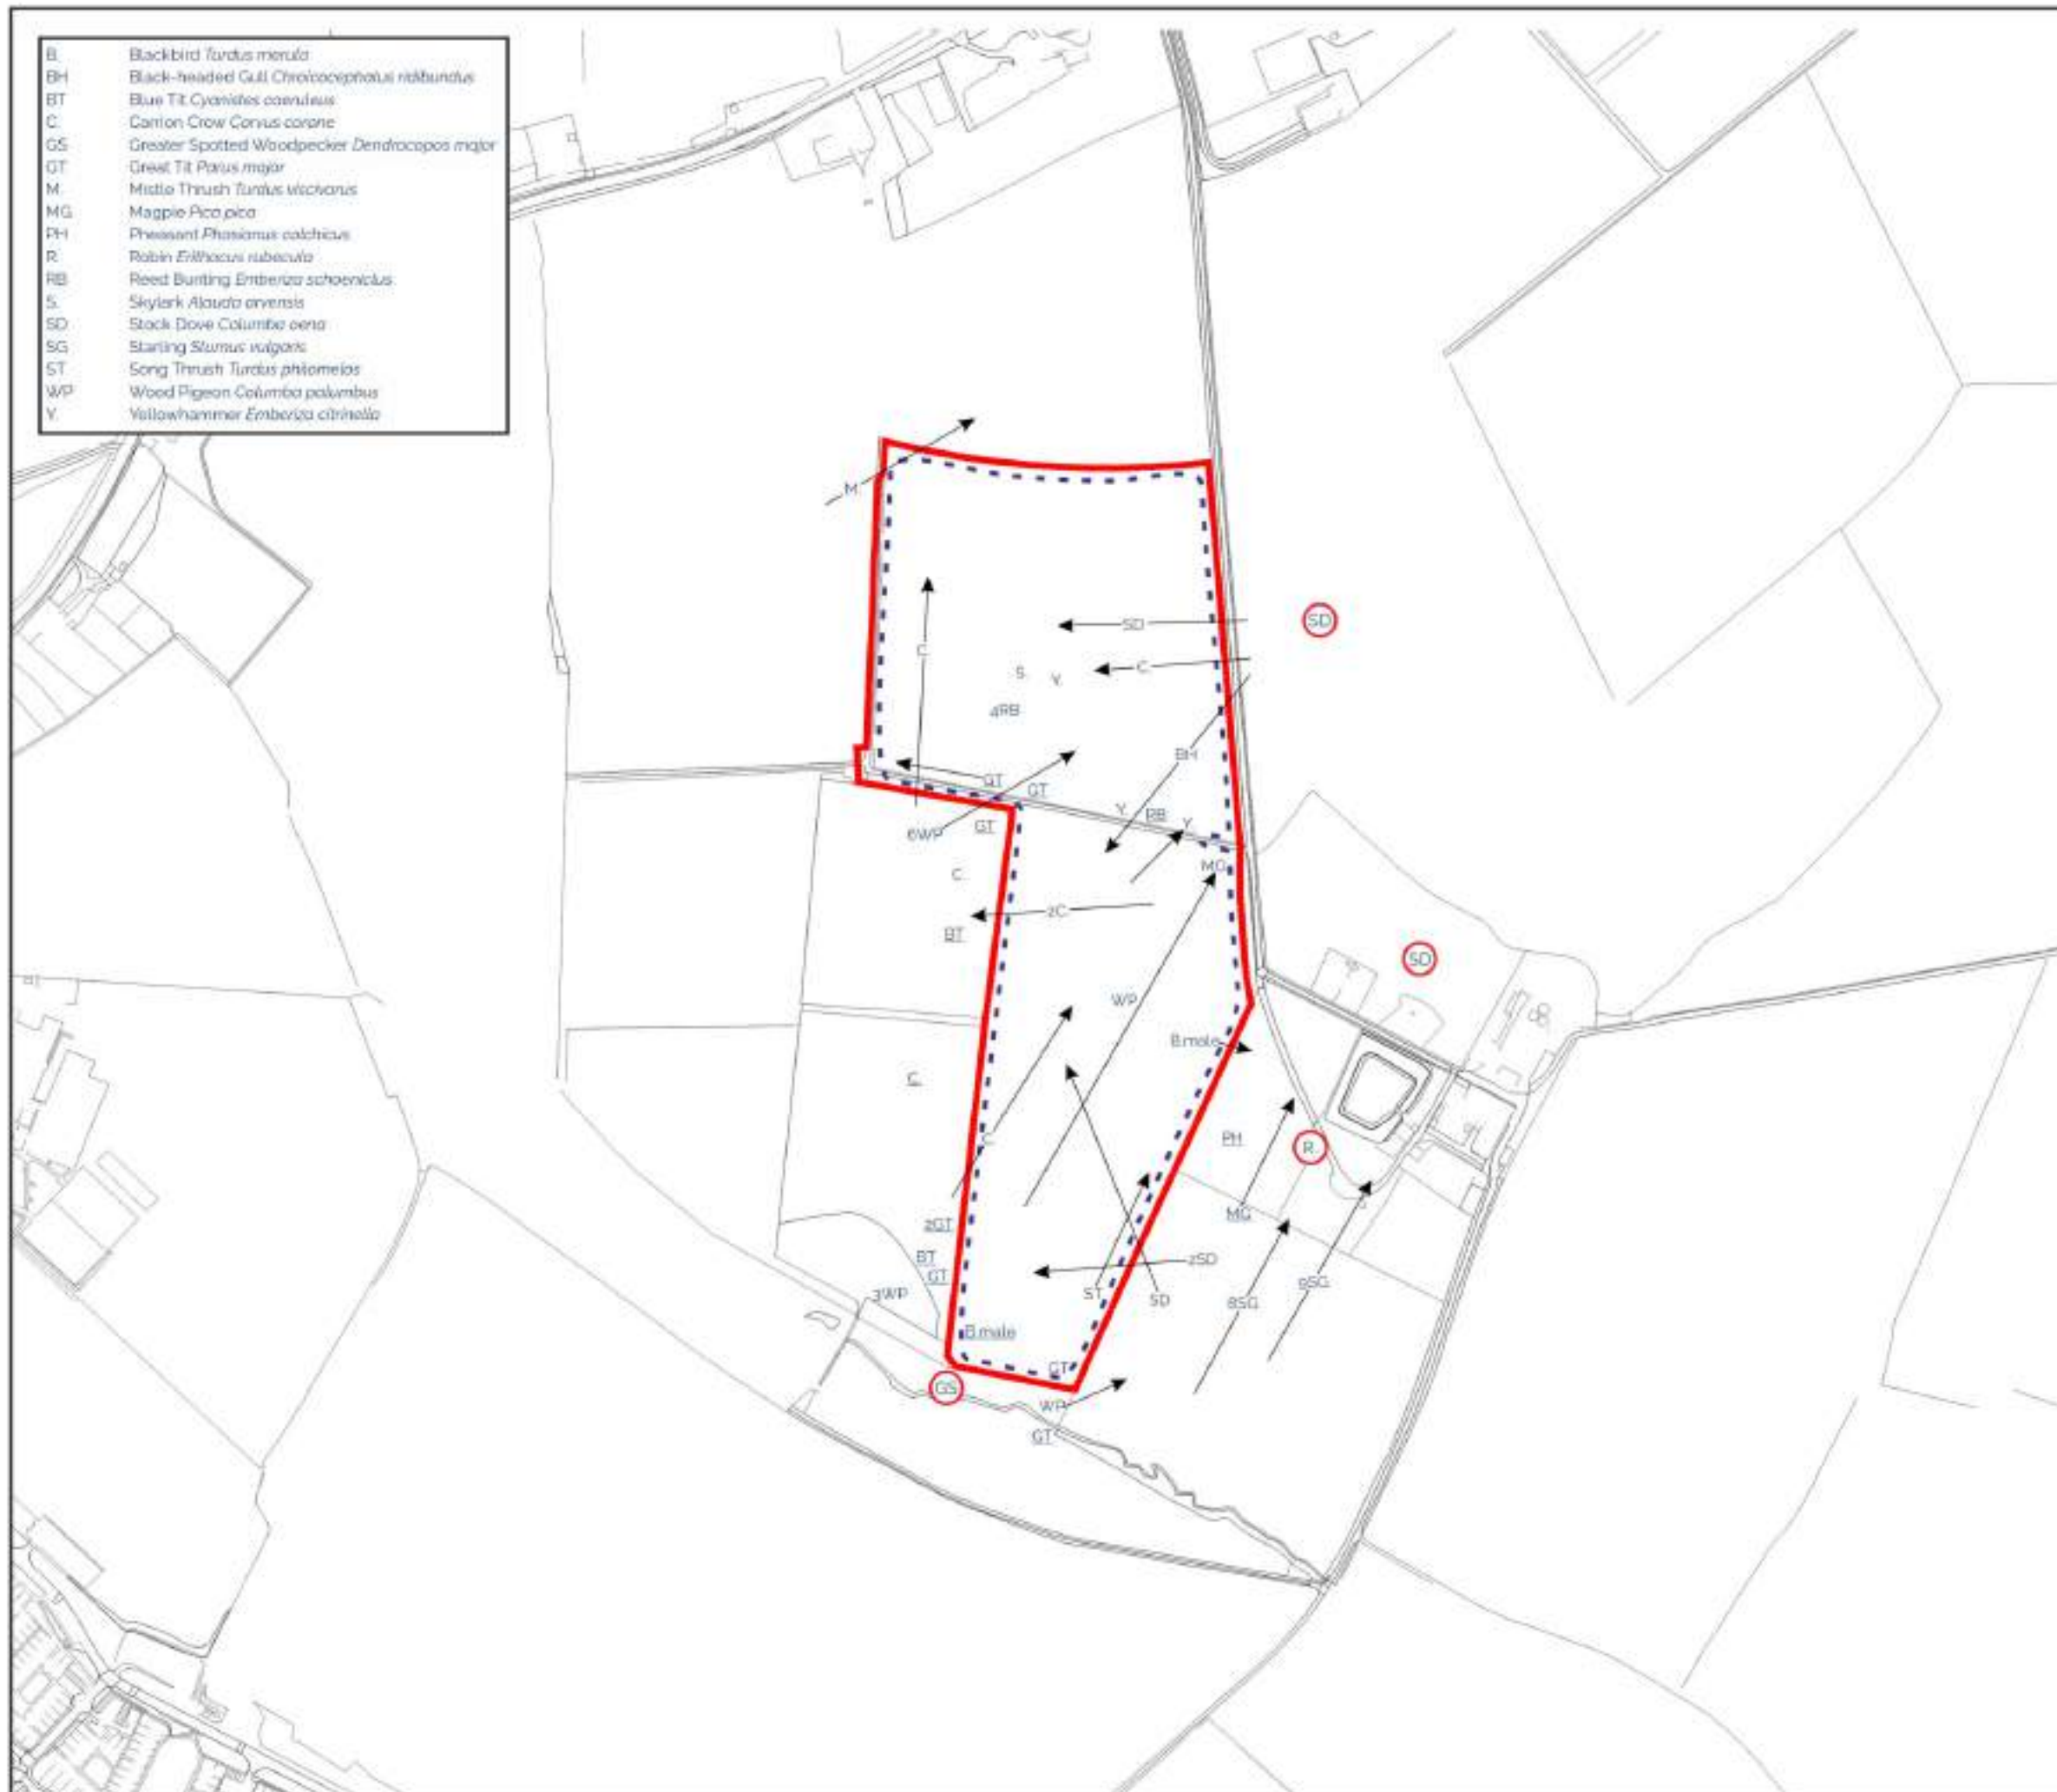 B. Blackbird Turdus merula
BH Black-headed Gull Chroicocephalus ridibundus
BT Blue Tit Cyanistes caeruleus
C. Carrion Crow Corvus corone
GS Greater Spotted Woodpecker Dendrocopos major
GT Great Tit Parus major
M. Mistle Thrush Turdus viscivorus
MG Magpie Pica pica
PH Pheasant Phasianus colchicus
R. Robin Erithacus rubecula
RB Reed Bunting Emberiza schoeniclus
S. Skylark Alauda arvensis
SD Stock Dove Columba oena
SG Starling Sturnus vulgaris
ST Song Thrush Turdus philomelos
WP Wood Pigeon Columba palumbus
Y. Yellowhammer Emberiza citrinella
M.
SD
SD
C.
C.
S.
Y.
4RB
BH
GT
GT
Y.
RB
Y.
6WP
GT
MG
C.
2C.
BT
SD
WP
B.male
C.
C.
PH
R.
2GT
MG
BT
GT
2SD
3WP
ST
SD
8SG
9SG
B.male
GT
GS
WP
GT